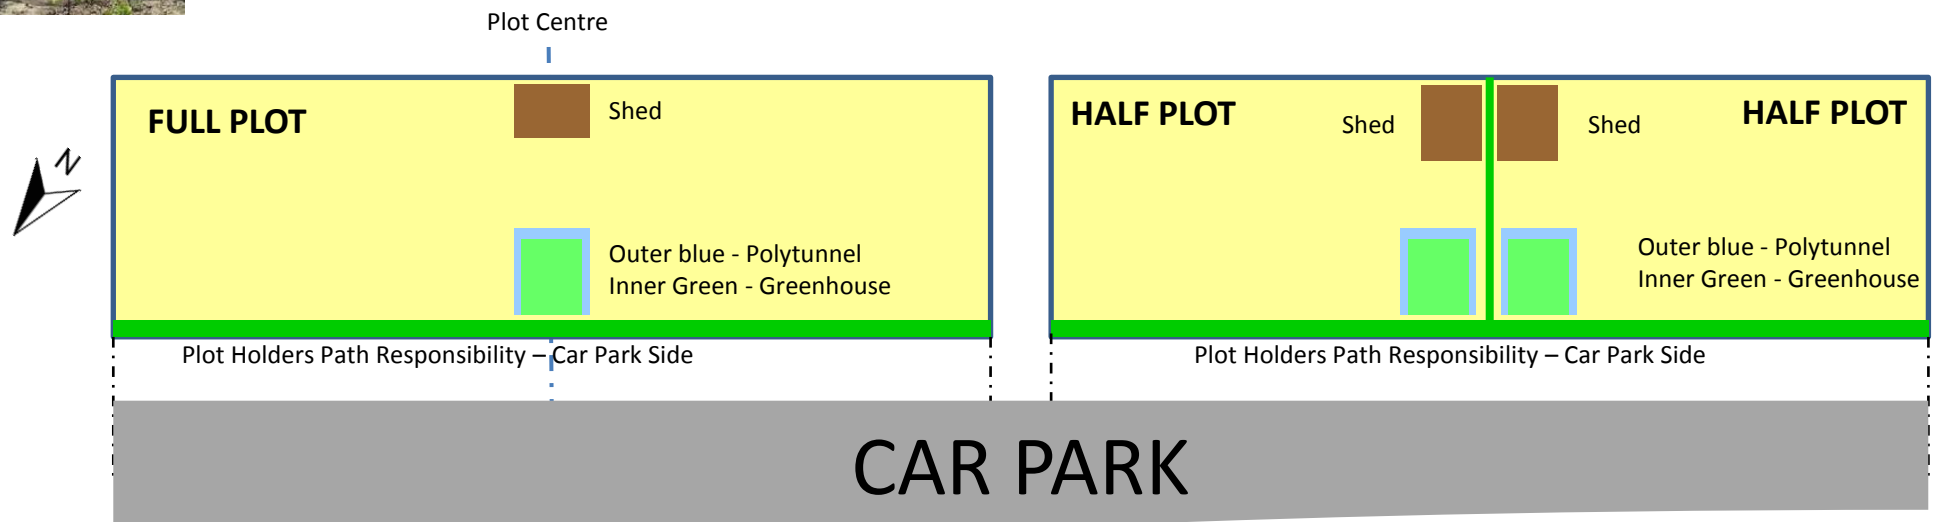 Plot Centre
N
FULL PLOT
Shed
Outer blue - Polytunnel
Inner Green - Greenhouse
Plot Holders Path Responsibility – Car Park Side
HALF PLOT
Shed
Shed
HALF PLOT
Outer blue - Polytunnel
Inner Green - Greenhouse
Plot Holders Path Responsibility – Car Park Side
CAR PARK